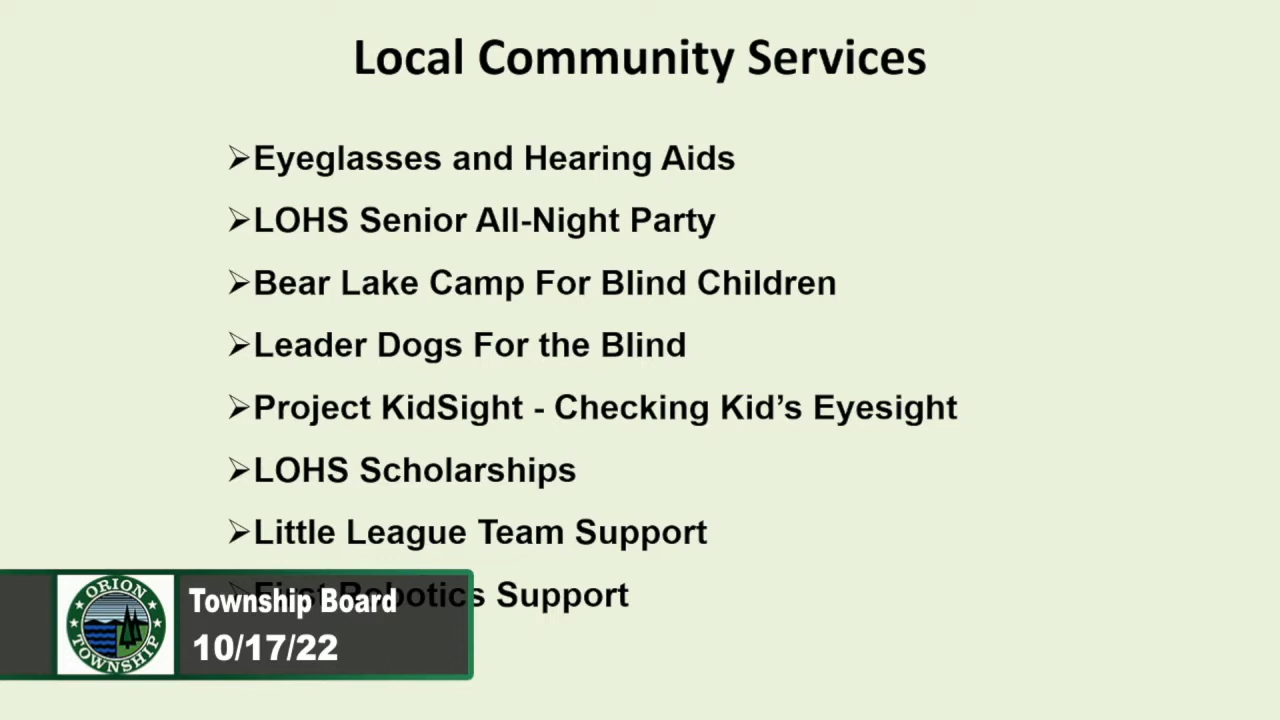 Local Community Services
➢Eyeglasses and Hearing Aids
➢LOHS Senior All-Night Party
➢Bear Lake Camp For Blind Children
➢Leader Dogs For the Blind
➢Project KidSight - Checking Kid’s Eyesight
➢LOHS Scholarships
➢Little League Team Support
➢First Robotics Support
ORION
TOWNSHIP
Township Board
10/17/22